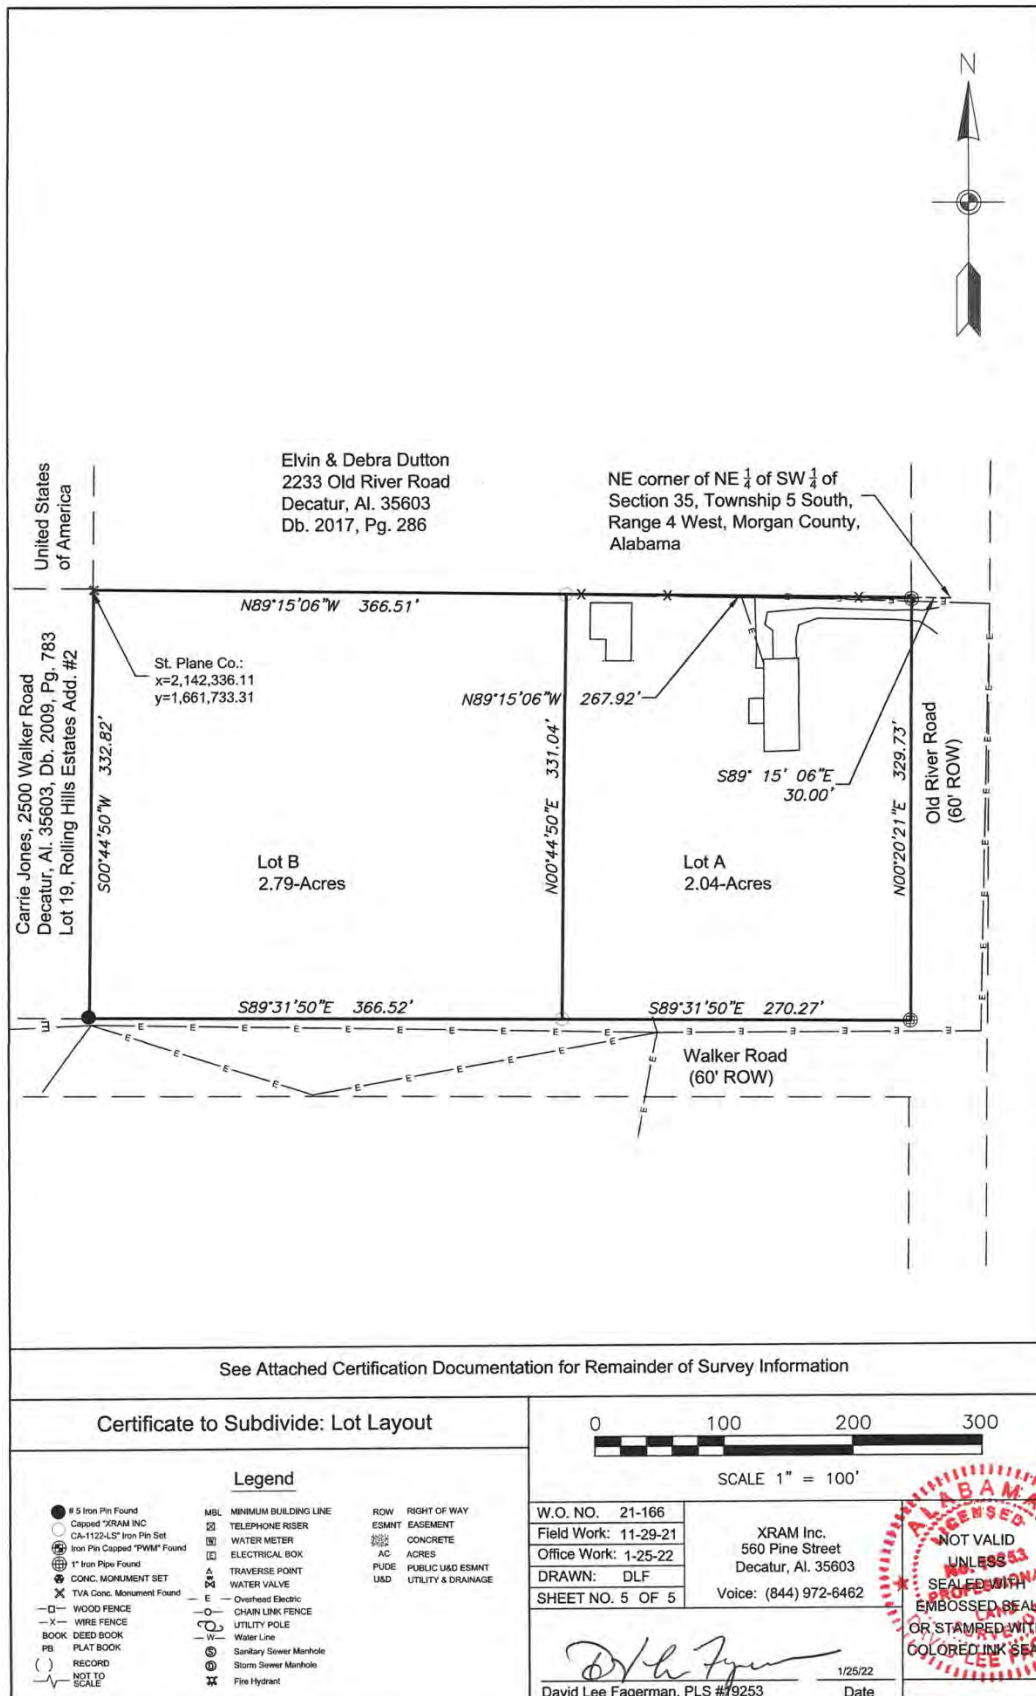 N
United States
of America
Elvin & Debra Dutton
2233 Old River Road
Decatur, Al. 35603
Db. 2017, Pg. 286
NE corner of NE 1/4 of SW 1/4 of
Section 35, Township 5 South,
Range 4 West, Morgan County,
Alabama
N89°15'06"W 366.51'
St. Plane Co.:
x=2,142,336.11
y=1,661,733.31
N89°15'06"W 267.92'
S89° 15' 06"E
30.00'
Carrie Jones, 2500 Walker Road
Decatur, Al. 35603, Db. 2009, Pg. 783
Lot 19, Rolling Hills Estates Add. #2
S00°44'50"W 332.82'
N00°44'50"E 331.04'
N00°20'21"E 329.73'
Old River Road
(60' ROW)
Lot B
2.79-Acres
Lot A
2.04-Acres
S89°31'50"E 366.52'
S89°31'50"E 270.27'
Walker Road
(60' ROW)
See Attached Certification Documentation for Remainder of Survey Information
Certificate to Subdivide: Lot Layout
Legend
# 5 Iron Pin Found
Capped "XRAM INC
CA-1122-LS" Iron Pin Set
Iron Pin Capped "PWM" Found
1" Iron Pipe Found
CONC. MONUMENT SET
TVA Conc. Monument Found
WOOD FENCE
X WIRE FENCE
BOOK DEED BOOK
PB PLAT BOOK
( ) RECORD
NOT TO
SCALE
MBL MINIMUM BUILDING LINE
TELEPHONE RISER
WATER METER
E ELECTRICAL BOX
TRAVERSE POINT
WATER VALVE
E Overhead Electric
CHAIN LINK FENCE
UTILITY POLE
W Water Line
S Sanitary Sewer Manhole
D Storm Sewer Manhole
Fire Hydrant
ROW RIGHT OF WAY
ESMNT EASEMENT
CONCRETE
AC ACRES
PUDE PUBLIC U&D ESMNT
U&D UTILITY & DRAINAGE
0 100 200 300
SCALE 1" = 100'
W.O. NO. 21-166
Field Work: 11-29-21
Office Work: 1-25-22
DRAWN: DLF
SHEET NO. 5 OF 5
XRAM Inc.
560 Pine Street
Decatur, Al. 35603
Voice: (844) 972-6462
ALABAMA
LICENSED
PROFESSIONAL
LAND
NOT VALID
UNLESS
SEALED WITH
EMBOSSED SEAL
OR STAMPED WITH
COLORED INK SEAL
1/25/22
David Lee Fagerman, PLS #19253
Date